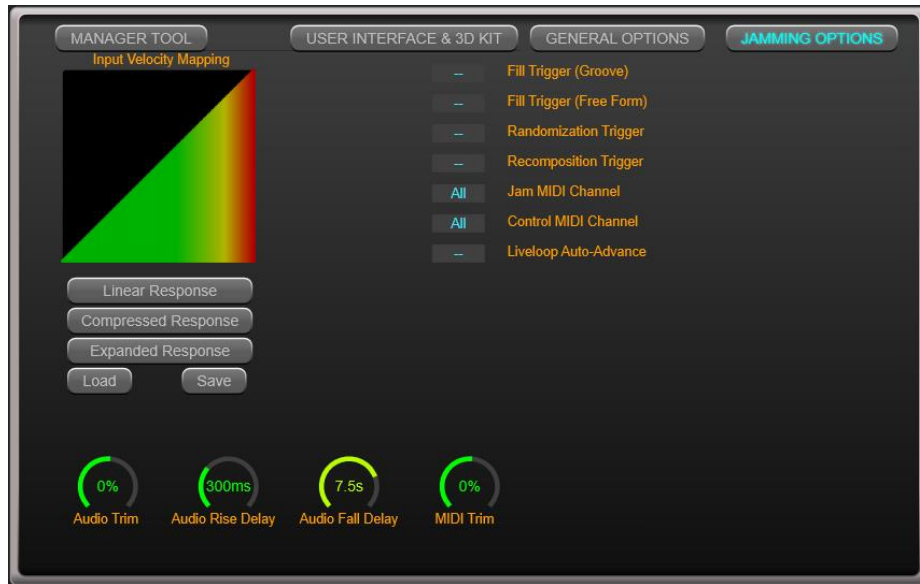 MANAGER TOOL
USER INTERFACE & 3D KIT
GENERAL OPTIONS
JAMMING OPTIONS
Input Velocity Mapping
-- Fill Trigger (Groove)
-- Fill Trigger (Free Form)
-- Randomization Trigger
-- Recomposition Trigger
All Jam MIDI Channel
All Control MIDI Channel
-- Liveloop Auto-Advance
Linear Response
Compressed Response
Expanded Response
Load
Save
0%
Audio Trim
300ms
Audio Rise Delay
7.5s
Audio Fall Delay
0%
MIDI Trim